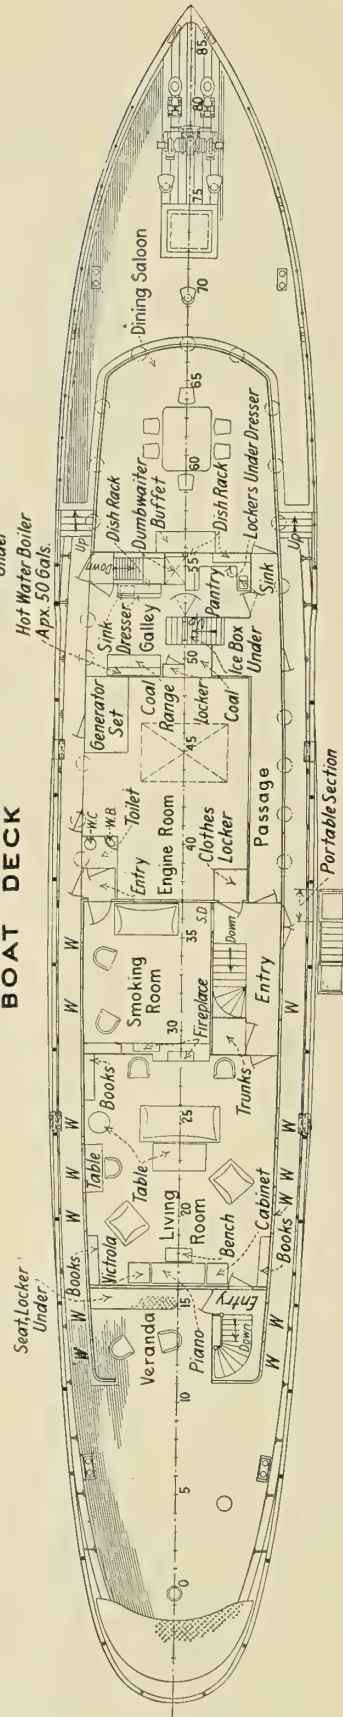 BOAT DECK
Under
Hot Water Boiler
Apx. 50 Gals.
Seat, Locker
Under
85
80
75
70
Dining Saloon
65
60
Dish Rack
Dumbwaiter
Buffet
Dish Rack
Lockers Under Dresser
55
Up
Up
Down
Sink
Dresser
Galley
Pantry
Sink
50
Ice Box
Under
Generator
Set
Coal
Range
Locker
Coal
45
W.C.
W.B.
Toilet
Entry
Engine Room
40
Clothes
Locker
Passage
Portable Section
S.D.
35
Smoking
Room
30
Fireplace
Down
Entry
Trunks
W
W
W
W
W
W
W
W
W
W
W
W
W
Books
Table
Table
25
20
Living
Room
Victrola
Books
Bench
Cabinet
Books
15
Veranda
Piano
Entry
Down
10
5
0